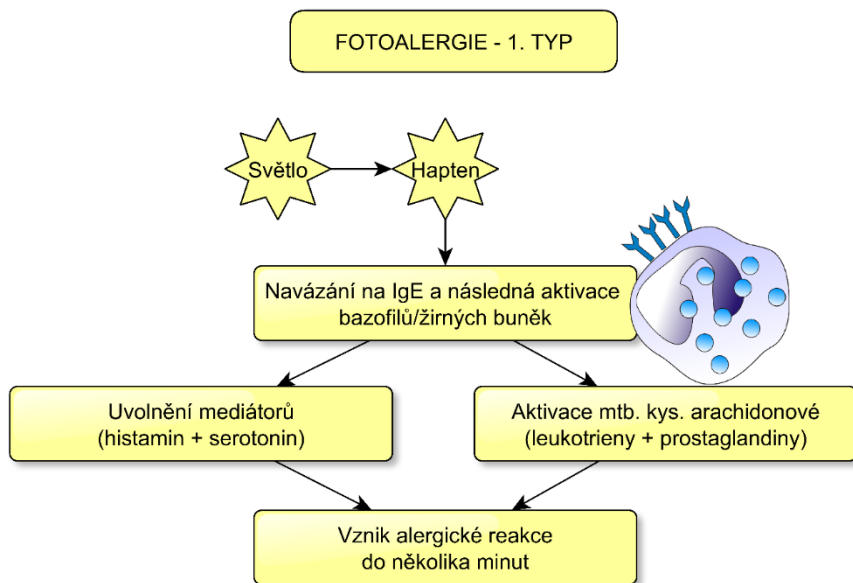 FOTOALERGIE - 1. TYP
Světlo
Hapten
Navázání na IgE a následná aktivace
bazofilů/žirných buněk
Uvolnění mediátorů
(histamin + serotonin)
Aktivace mtb. kys. arachidonové
(leukotrieny + prostaglandiny)
Vznik alergické reakce
do několika minut